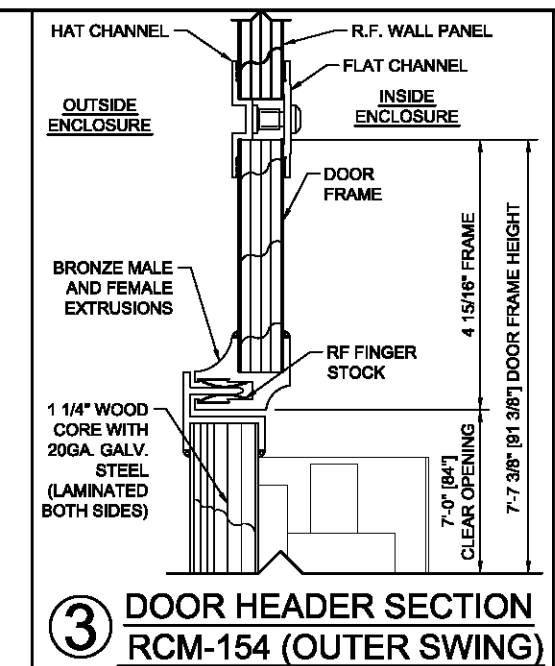 HAT CHANNEL
R.F. WALL PANEL
FLAT CHANNEL
OUTSIDE
ENCLOSURE
INSIDE
ENCLOSURE
DOOR
FRAME
BRONZE MALE
AND FEMALE
EXTRUSIONS
4 15/16" FRAME
7'-7 3/8" [91 3/8"] DOOR FRAME HEIGHT
RF FINGER
STOCK
1 1/4" WOOD
CORE WITH
20GA. GALV.
STEEL
(LAMINATED
BOTH SIDES)
7'-0" [84"]
CLEAR OPENING
3
DOOR HEADER SECTION
RCM-154 (OUTER SWING)